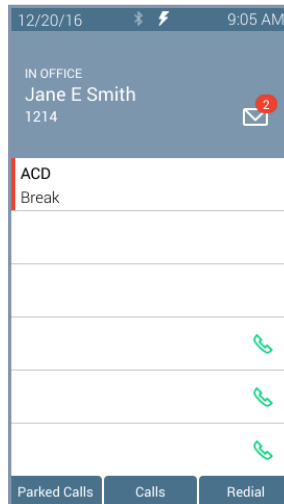 12/20/16 9:05 AM
IN OFFICE
Jane E Smith
1214
2
ACD
Break
Parked Calls Calls Redial